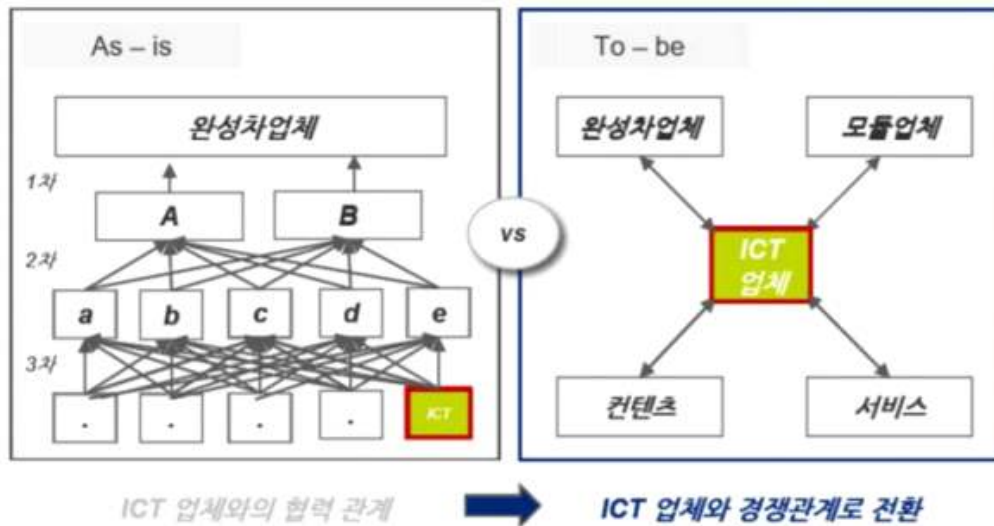 As – is
완성차업체
1차
A
B
2차
a
b
c
d
e
3차
.
.
.
.
ICT
vs
To – be
완성차업체
모듈업체
ICT
업체
컨텐츠
서비스
ICT 업체와의 협력 관계
ICT 업체와 경쟁관계로 전환